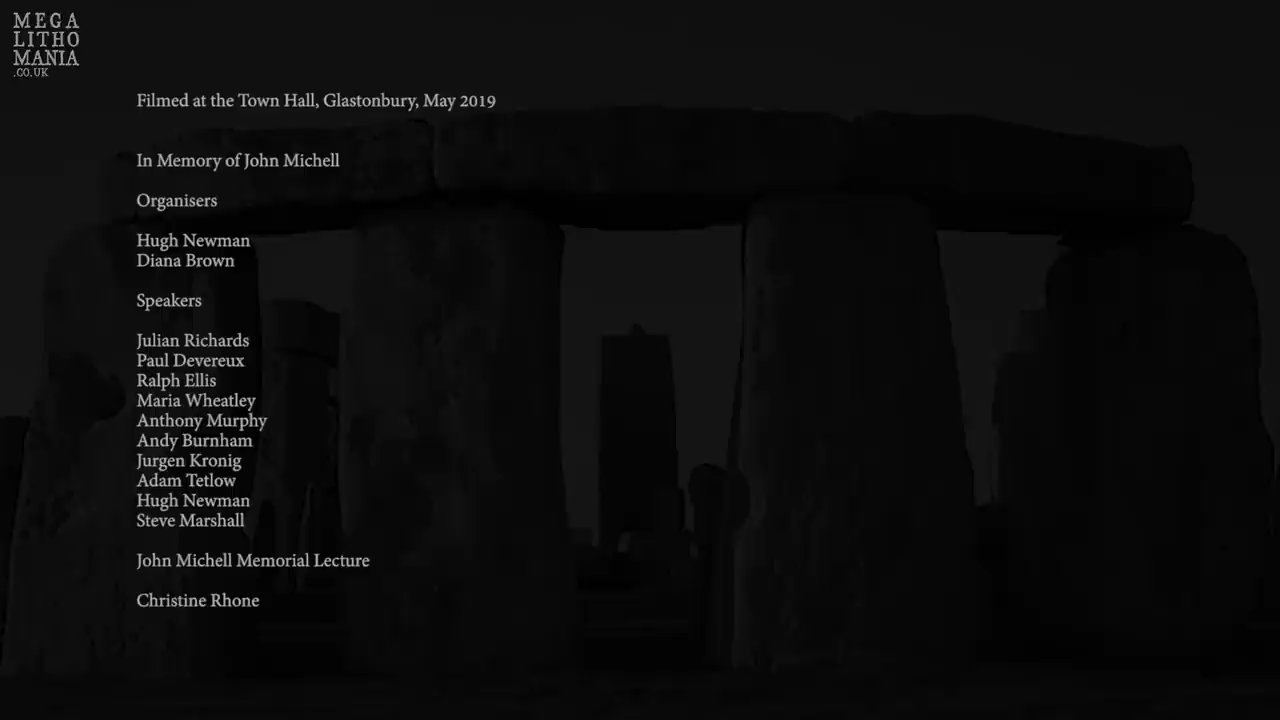 MEGA
LITHO
MANIA
.CO.UK
Filmed at the Town Hall, Glastonbury, May 2019
In Memory of John Michell
Organisers
Hugh Newman
Diana Brown
Speakers
Julian Richards
Paul Devereux
Ralph Ellis
Maria Wheatley
Anthony Murphy
Andy Burnham
Jurgen Kronig
Adam Tetlow
Hugh Newman
Steve Marshall
John Michell Memorial Lecture
Christine Rhone